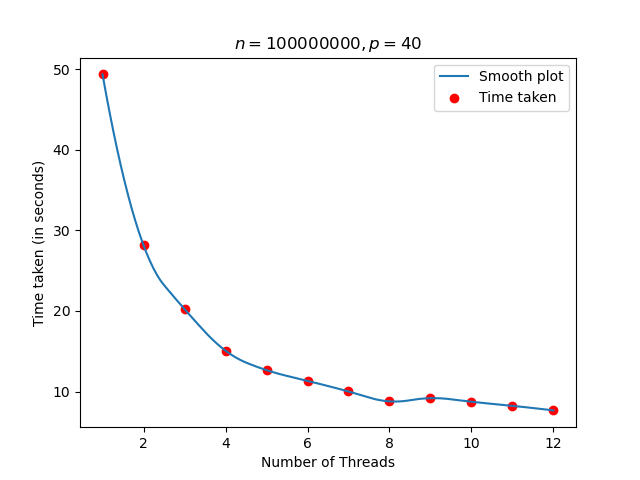 n = 100000000, p = 40
50
40
30
20
10
Time taken (in seconds)
Smooth plot
Time taken
2 4 6 8 10 12
Number of Threads